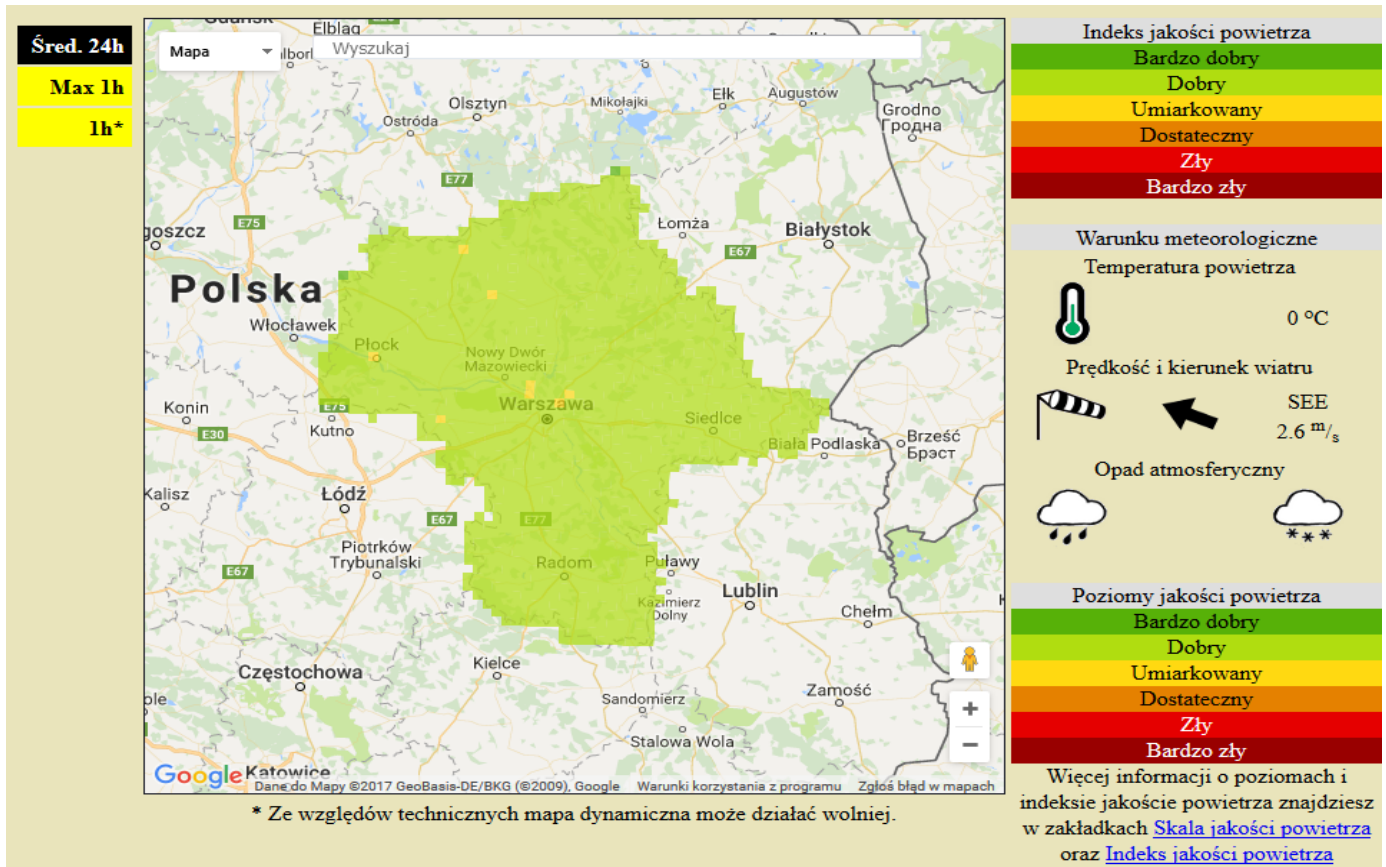 Śred. 24h
Max 1h
1h*
Mapa
Wyszukaj
Elbląg
Olsztyn
Mikołajki
Ełk
Augustów
Grodno
Гродна
Ostróda
E77
E75
Łomża
Białystok
E67
Polska
Włocławek
Płock
Nowy Dwór
Mazowiecki
Konin
E30
E75
Kutno
Warszawa
Siedlce
Biała Podlaska
Brześć
Брэст
Kalisz
Łódź
E67
E77
Piotrków
Trybunalski
E67
Radom
Puławy
Kazimierz
Dolny
Lublin
Chełm
Częstochowa
Kielce
Sandomierz
Zamość
Stalowa Wola
Katowice
Google
Dane do Mapy ©2017 GeoBasis-DE/BKG (©2009), Google
Warunki korzystania z programu
Zgłoś błąd w mapach
* Ze względów technicznych mapa dynamiczna może działać wolniej.
Indeks jakości powietrza
Bardzo dobry
Dobry
Umiarkowany
Dostateczny
Zły
Bardzo zły
Warunku meteorologiczne
Temperatura powietrza
0 °C
Prędkość i kierunek wiatru
SEE
2.6 m/s
Opad atmosferyczny
Poziomy jakości powietrza
Bardzo dobry
Dobry
Umiarkowany
Dostateczny
Zły
Bardzo zły
Więcej informacji o poziomach i
indeksie jakoście powietrza znajdziesz
w zakładkach Skala jakości powietrza
oraz Indeks jakości powietrza